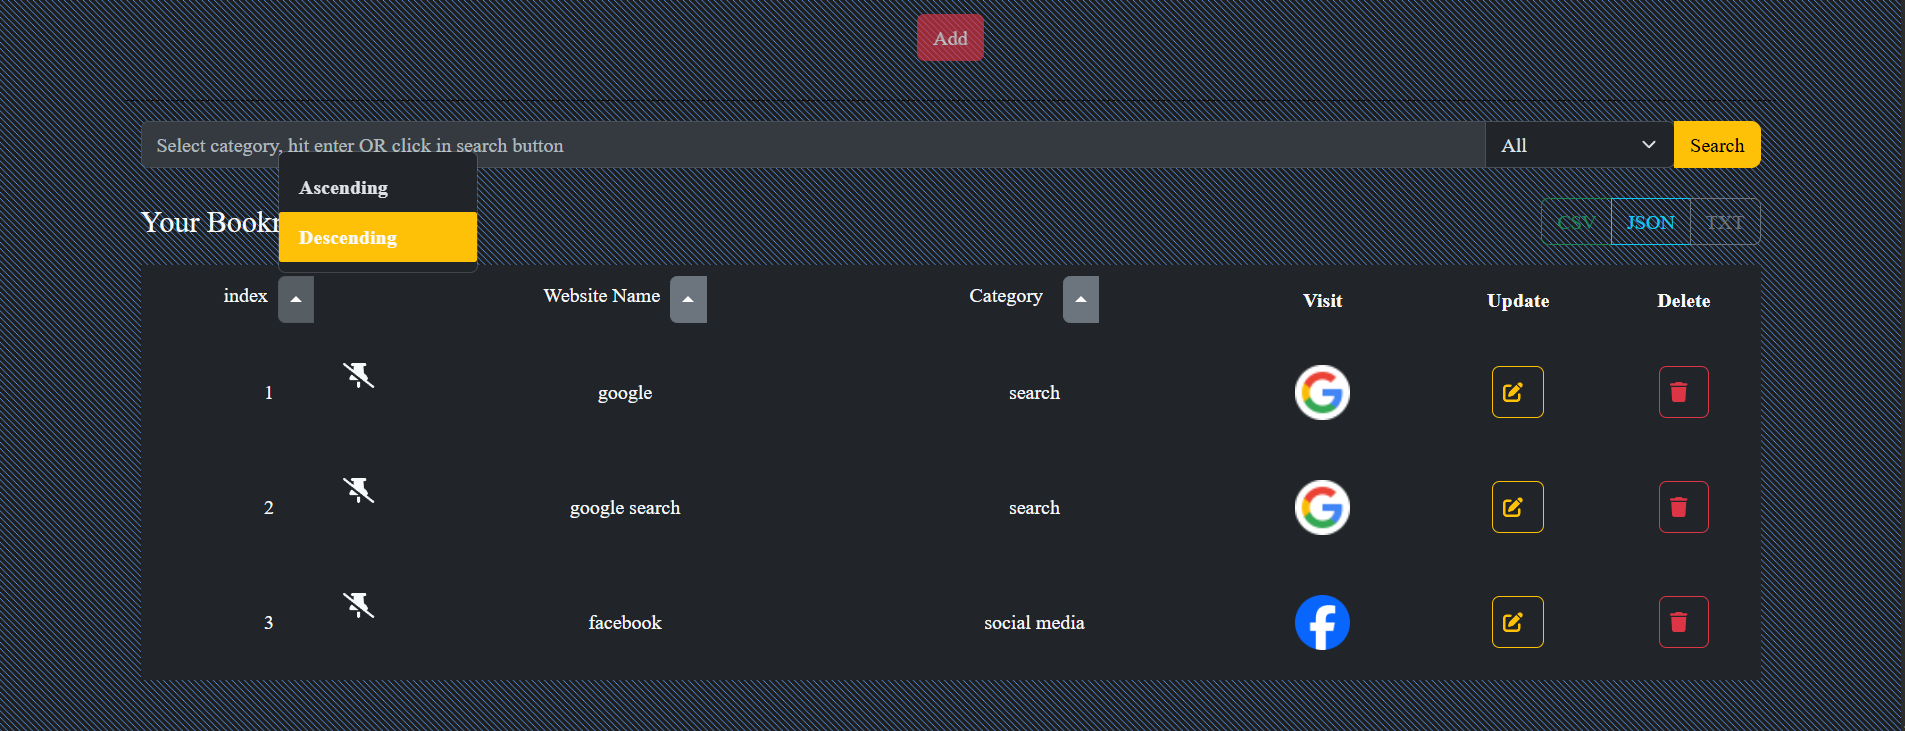 Add
Select category, hit enter OR click in search button
All
Search
Ascending
Descending
Your
CSV
JSON
TXT
index
Website Name
Category
Visit
Update
Delete
1
google
search
2
google search
search
3
facebook
social media